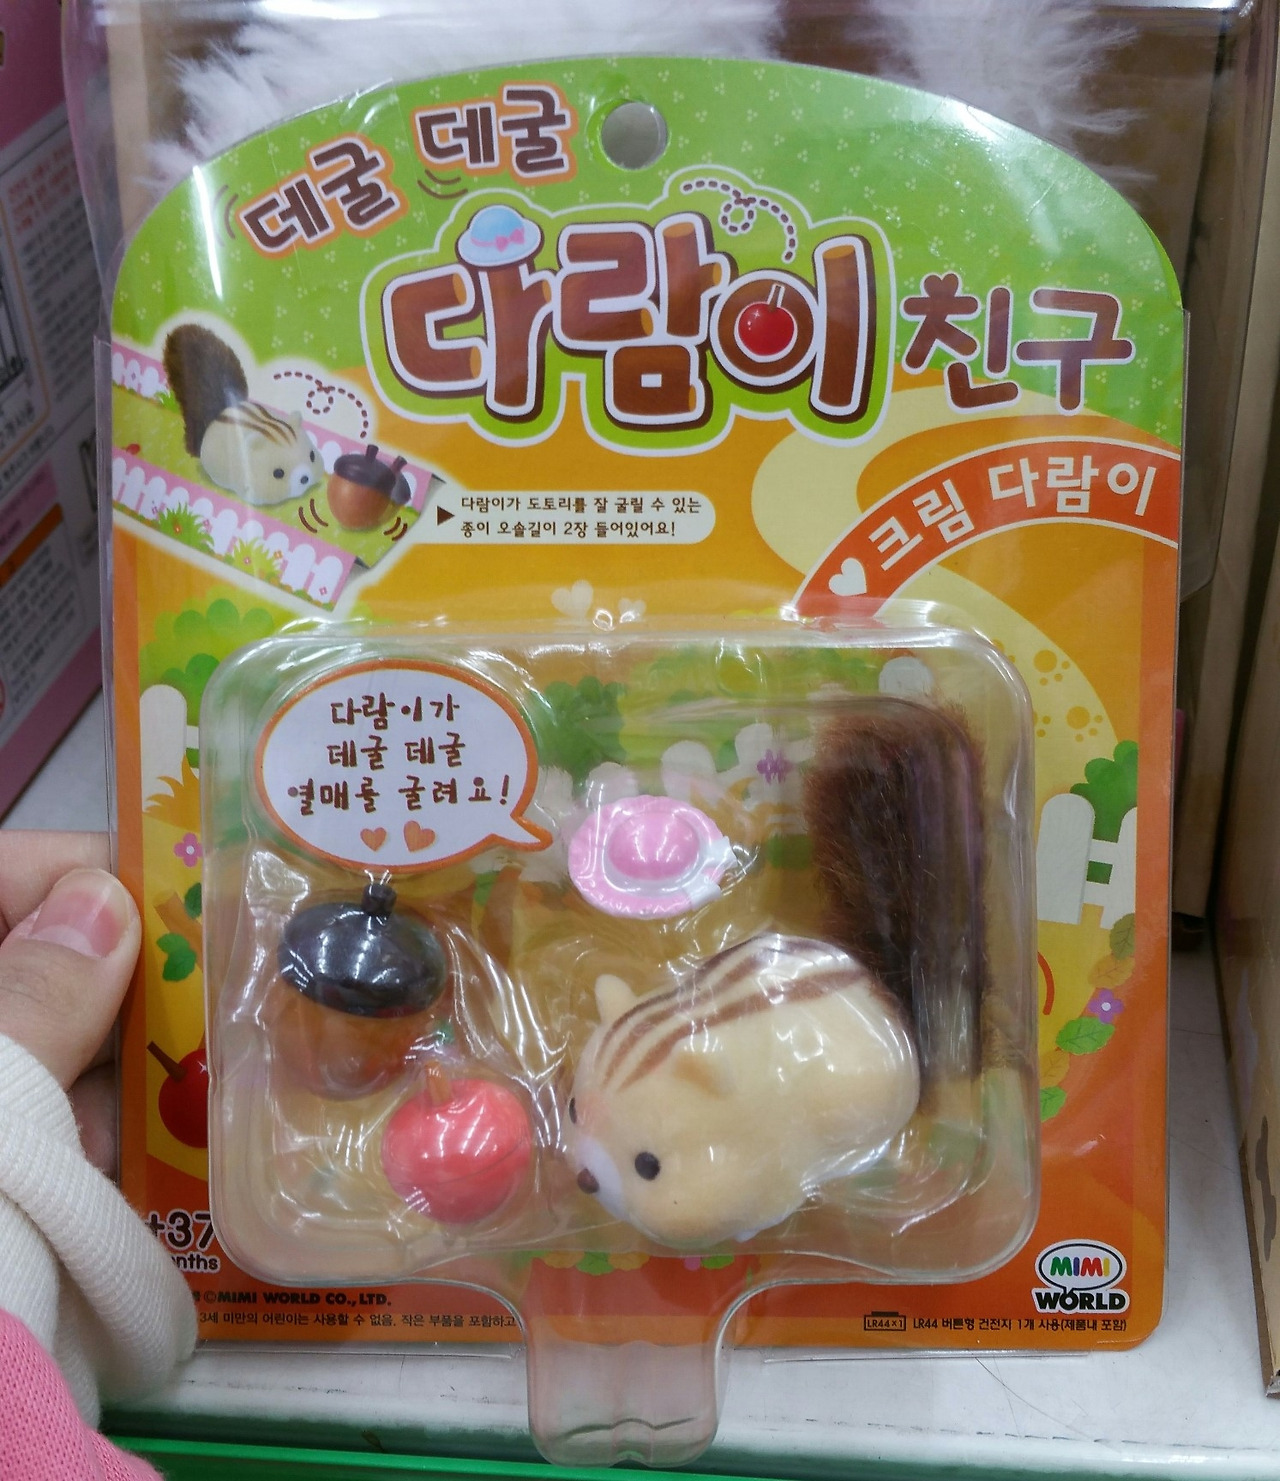 데굴 데굴
다람이 친구
크림 다람이
다람이가 도토리를 잘 굴릴 수 있는
종이 오솔길이 2장 들어있어요!
다람이가
데굴 데굴
열매를 굴려요!
+37
nths
©MIMI WORLD CO., LTD.
3세 미만의 어린이는 사용할 수 없음. 작은 부품을 포함하고
MIMI
WORLD
LR44×1 LR44 버튼형 건전지 1개 사용(제품내 포함)